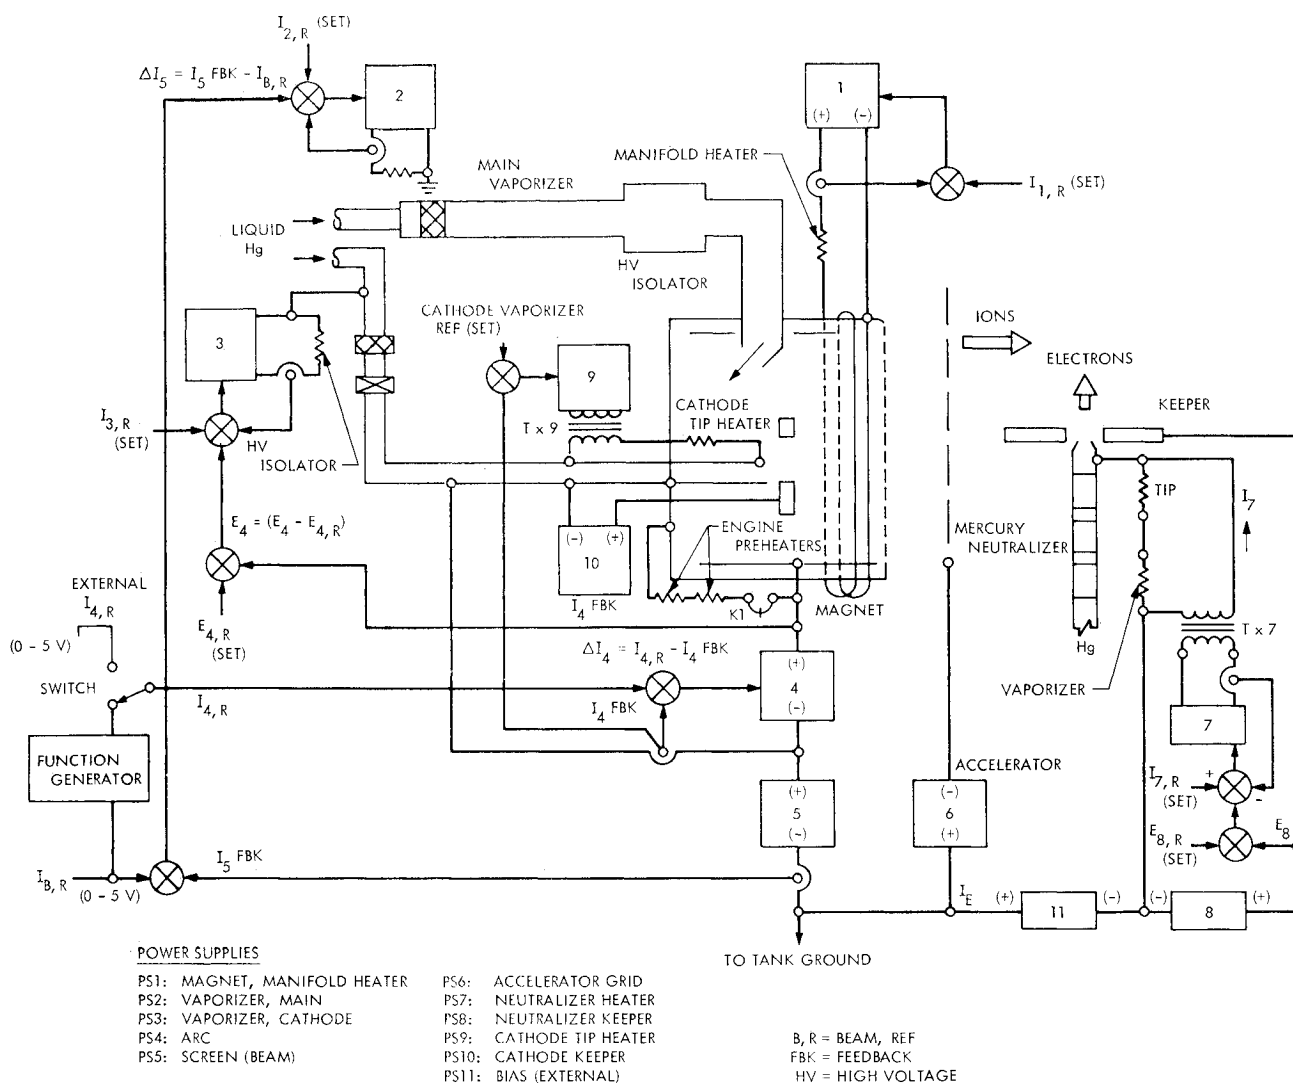 I2,R (SET)
ΔI5 = I5 FBK - IB,R
2
1
(+) (-)
MANIFOLD HEATER
I1,R (SET)
MAIN
VAPORIZER
LIQUID
Hg
HV
ISOLATOR
CATHODE VAPORIZER
REF (SET)
IONS
ELECTRONS
KEEPER
3
9
CATHODE
TIP HEATER
T x 9
I3,R
(SET)
HV
ISOLATOR
TIP
I7
E4 = (E4 - E4,R)
(-) (+)
10
I4 FBK
ENGINE
PREHEATERS
MERCURY
NEUTRALIZER
K1
MAGNET
EXTERNAL
I4,R
(0 - 5 V)
E4,R
(SET)
Hg
T x 7
ΔI4 = I4,R - I4 FBK
SWITCH
I4,R
I4 FBK
(+)
4
(-)
VAPORIZER
7
FUNCTION
GENERATOR
ACCELERATOR
(+)
5
(-)
(-)
6
(+)
I7,R
(SET)
+
-
E8,R
(SET)
E8
IB,R
(0 - 5 V)
I5 FBK
IE
(+) 11 (-)
(-) 8 (+)
TO TANK GROUND
POWER SUPPLIES
PS1: MAGNET, MANIFOLD HEATER
PS2: VAPORIZER, MAIN
PS3: VAPORIZER, CATHODE
PS4: ARC
PS5: SCREEN (BEAM)
PS6: ACCELERATOR GRID
PS7: NEUTRALIZER HEATER
PS8: NEUTRALIZER KEEPER
PS9: CATHODE TIP HEATER
PS10: CATHODE KEEPER
PS11: BIAS (EXTERNAL)
B, R = BEAM, REF
FBK = FEEDBACK
HV = HIGH VOLTAGE